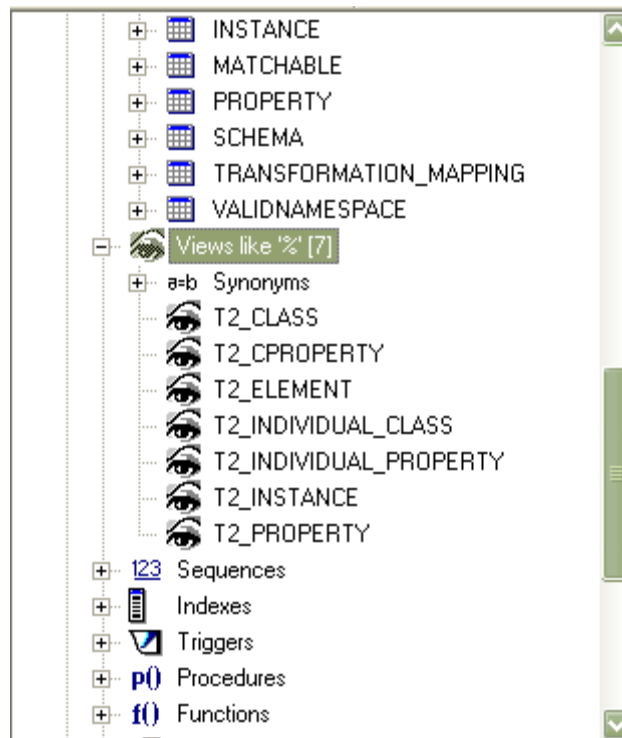 INSTANCE
MATCHABLE
PROPERTY
SCHEMA
TRANSFORMATION_MAPPING
VALIDNAMESPACE
Views like '%' [7]
a=b Synonyms
T2_CLASS
T2_CPROPERTY
T2_ELEMENT
T2_INDIVIDUAL_CLASS
T2_INDIVIDUAL_PROPERTY
T2_INSTANCE
T2_PROPERTY
123 Sequences
Indexes
Triggers
p() Procedures
f() Functions